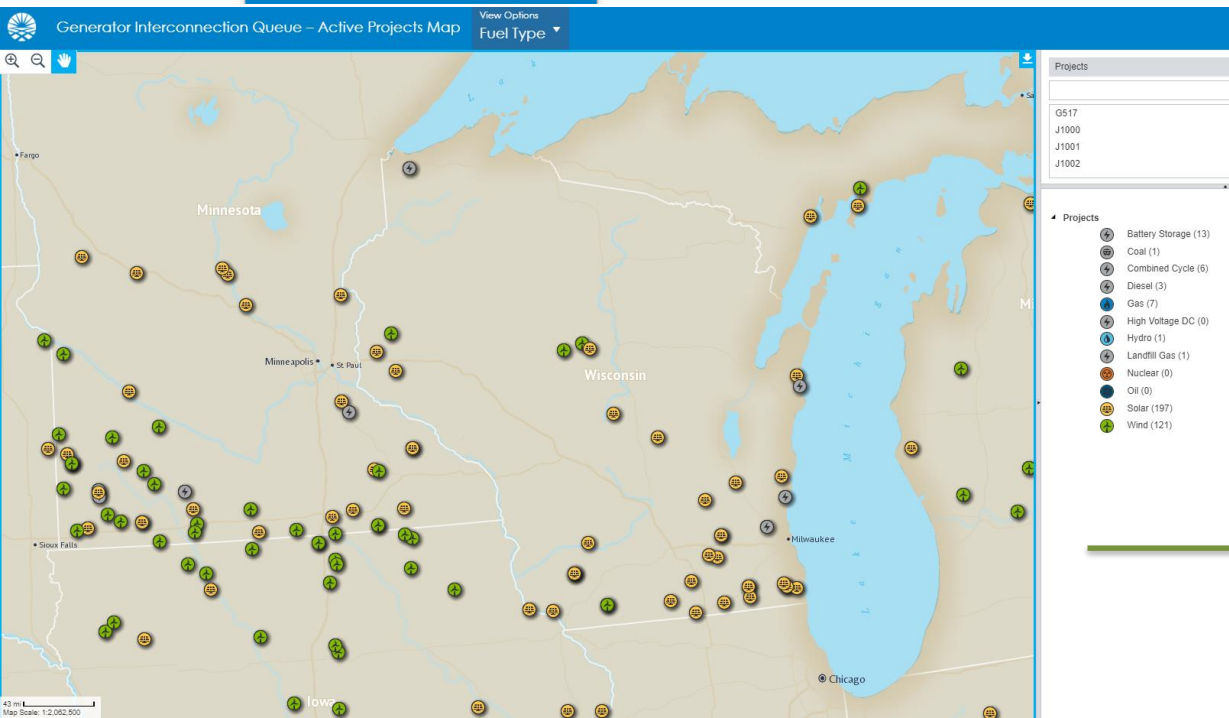 Generator Interconnection Queue – Active Projects Map
View Options
Fuel Type
Projects
G517
J1000
J1001
J1002
Projects
Battery Storage (13)
Coal (1)
Combined Cycle (6)
Diesel (3)
Gas (7)
High Voltage DC (0)
Hydro (1)
Landfill Gas (1)
Nuclear (0)
Oil (0)
Solar (197)
Wind (121)
Fargo
Minnesota
Minneapolis
St Paul
Wisconsin
Sioux Falls
Milwaukee
Chicago
Iowa
43 mi
Map Scale: 1:2,062,500